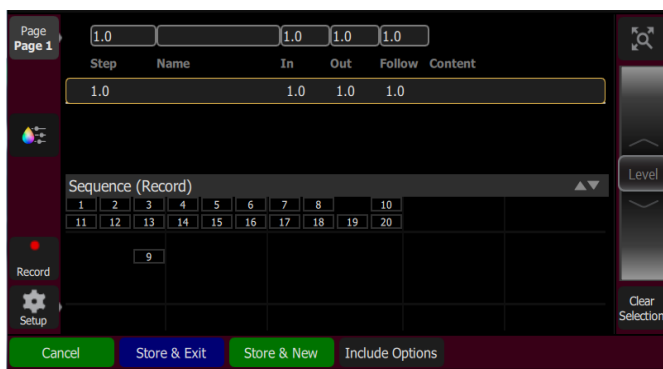 Page
Page 1
1.0 1.0 1.0 1.0
Step Name In Out Follow Content
1.0 1.0 1.0 1.0
Level
Sequence (Record)
1 2 3 4 5 6 7 8 10
11 12 13 14 15 16 17 18 19 20
9
Record
Setup
Clear
Selection
Cancel Store & Exit Store & New Include Options